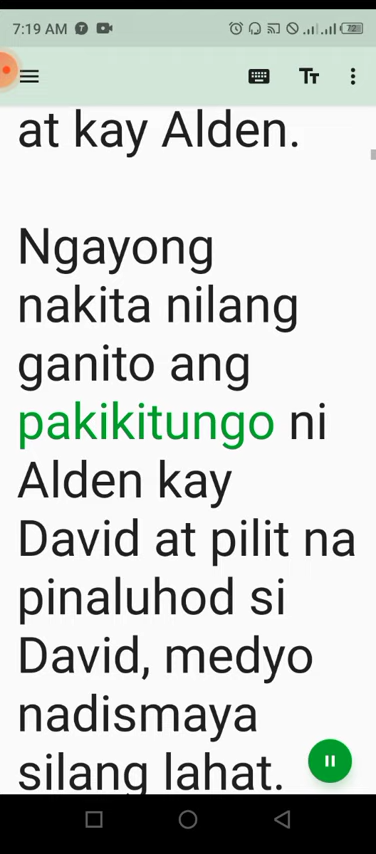 7:19 AM
72
at kay Alden.
Ngayong
nakita nilang
ganito ang
pakikitungo ni
Alden kay
David at pilit na
pinaluhod si
David, medyo
nadismaya
silang lahat.